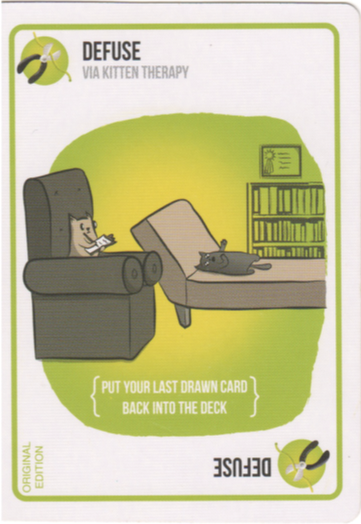 DEFUSE
VIA KITTEN THERAPY
PUT YOUR LAST DRAWN CARD
BACK INTO THE DECK
ORIGINAL
EDITION
DEFUSE